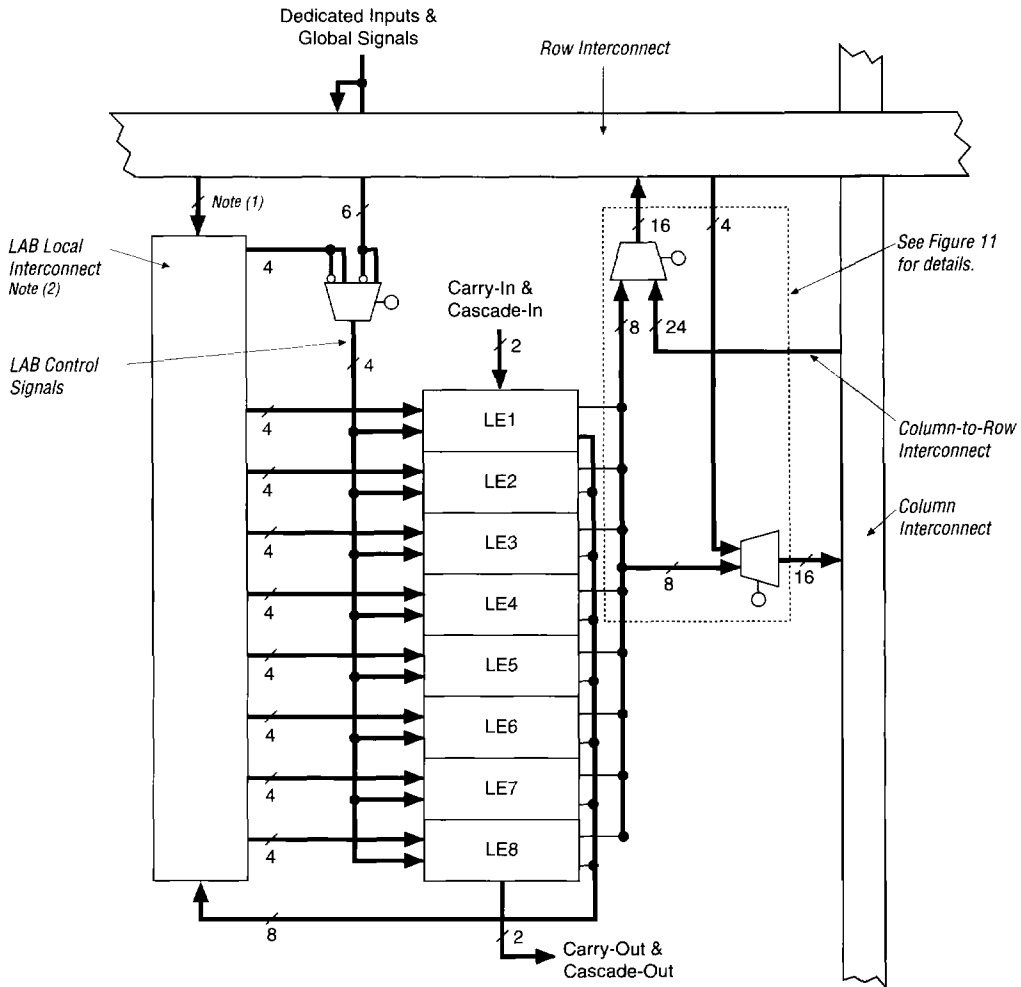 Dedicated Inputs &
Global Signals
Row Interconnect
Note (1)
6
16
4
LAB Local
Interconnect
Note (2)
4
See Figure 11
for details.
Carry-In &
Cascade-In
8
24
2
LAB Control
Signals
4
4
LE1
Column-to-Row
Interconnect
4
LE2
Column
Interconnect
4
LE3
8
16
4
LE4
4
LE5
4
LE6
4
LE7
4
LE8
8
2
Carry-Out &
Cascade-Out